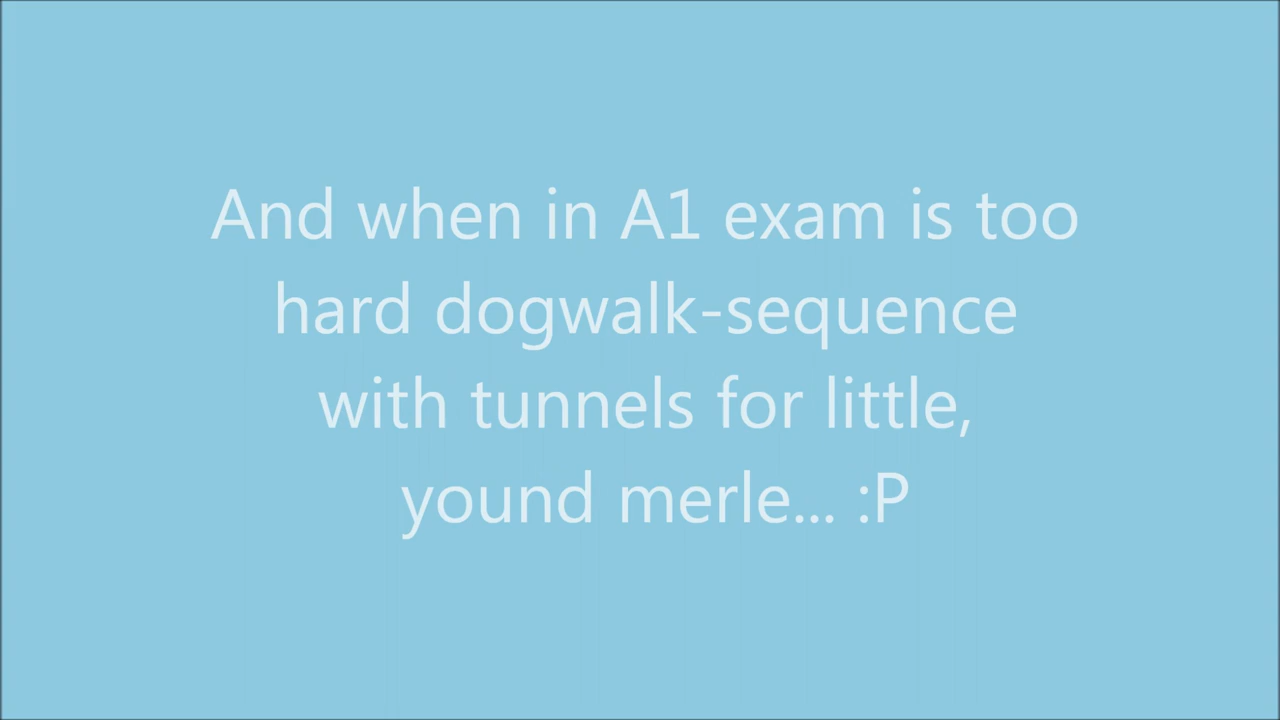 And when in A1 exam is too
hard dogwalk-sequence
with tunnels for little,
yound merle... :P